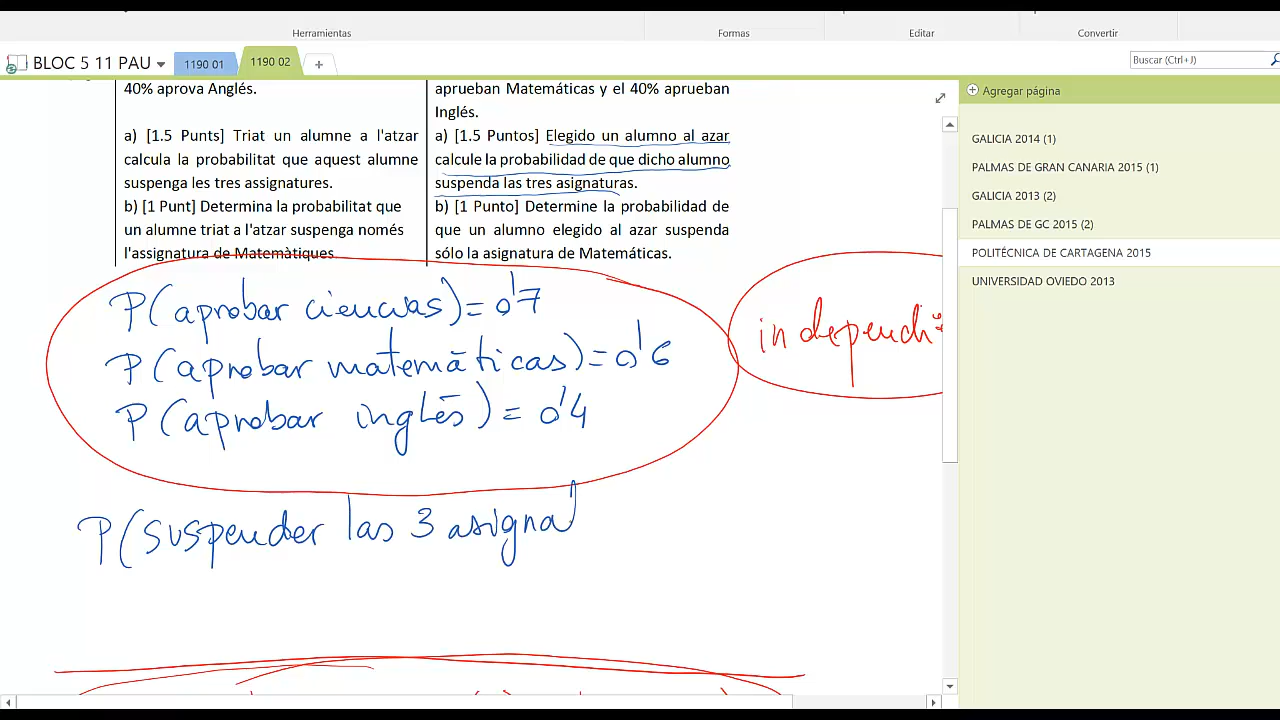 Herramientas
Formas
Editar
Convertir
BLOC 5 11 PAU
1190 01
1190 02
Buscar (Ctrl+J)
Agregar página
GALICIA 2014 (1)
PALMAS DE GRAN CANARIA 2015 (1)
GALICIA 2013 (2)
PALMAS DE GC 2015 (2)
POLITÉCNICA DE CARTAGENA 2015
UNIVERSIDAD OVIEDO 2013
40% aprova Anglés.
a) [1.5 Punts] Triat un alumne a l'atzar
calcula la probabilitat que aquest alumne
suspenga les tres assignatures.
b) [1 Punt] Determina la probabilitat que
un alumne triat a l'atzar suspenga només
l'assignatura de Matemàtiques.
aprueban Matemáticas y el 40% aprueban
Inglés.
a) [1.5 Puntos] Elegido un alumno al azar
calcule la probabilidad de que dicho alumno
suspenda las tres asignaturas.
b) [1 Punto] Determine la probabilidad de
que un alumno elegido al azar suspenda
sólo la asignatura de Matemáticas.
P(aprobar ciencias)=0'7
P(aprobar matemáticas)=0'6
P(aprobar inglés)=0'4
independi
P(suspender las 3 asigna